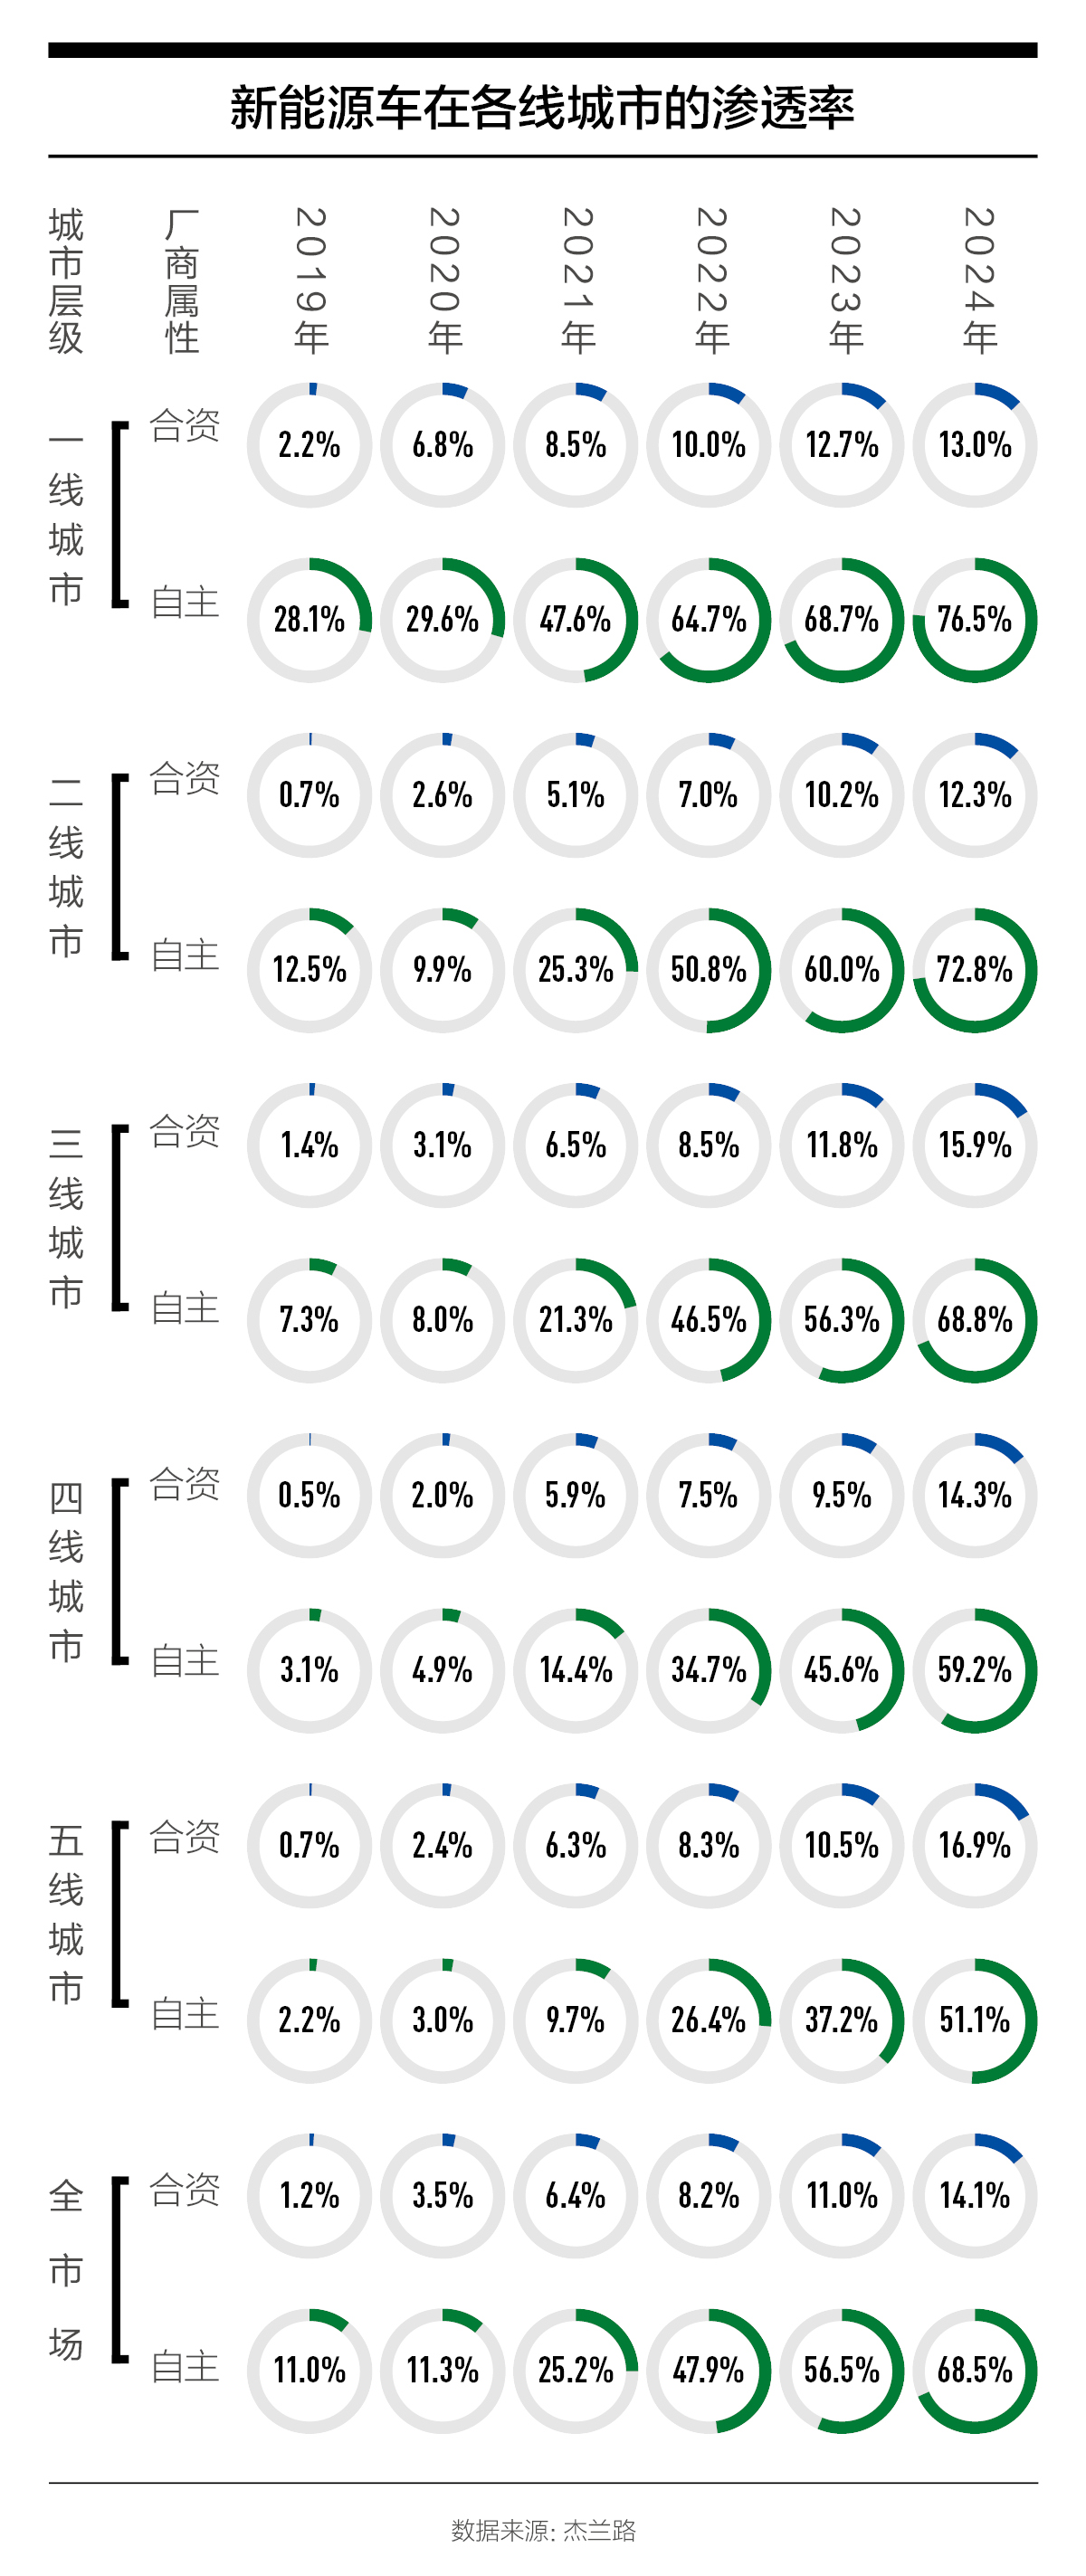 新能源车在各线城市的渗透率
城市层级 厂商属性 2019年 2020年 2021年 2022年 2023年 2024年
一线城市
合资 2.2% 6.8% 8.5% 10.0% 12.7% 13.0%
自主 28.1% 29.6% 47.6% 64.7% 68.7% 76.5%
二线城市
合资 0.7% 2.6% 5.1% 7.0% 10.2% 12.3%
自主 12.5% 9.9% 25.3% 50.8% 60.0% 72.8%
三线城市
合资 1.4% 3.1% 6.5% 8.5% 11.8% 15.9%
自主 7.3% 8.0% 21.3% 46.5% 56.3% 68.8%
四线城市
合资 0.5% 2.0% 5.9% 7.5% 9.5% 14.3%
自主 3.1% 4.9% 14.4% 34.7% 45.6% 59.2%
五线城市
合资 0.7% 2.4% 6.3% 8.3% 10.5% 16.9%
自主 2.2% 3.0% 9.7% 26.4% 37.2% 51.1%
全市场
合资 1.2% 3.5% 6.4% 8.2% 11.0% 14.1%
自主 11.0% 11.3% 25.2% 47.9% 56.5% 68.5%
数据来源: 杰兰路